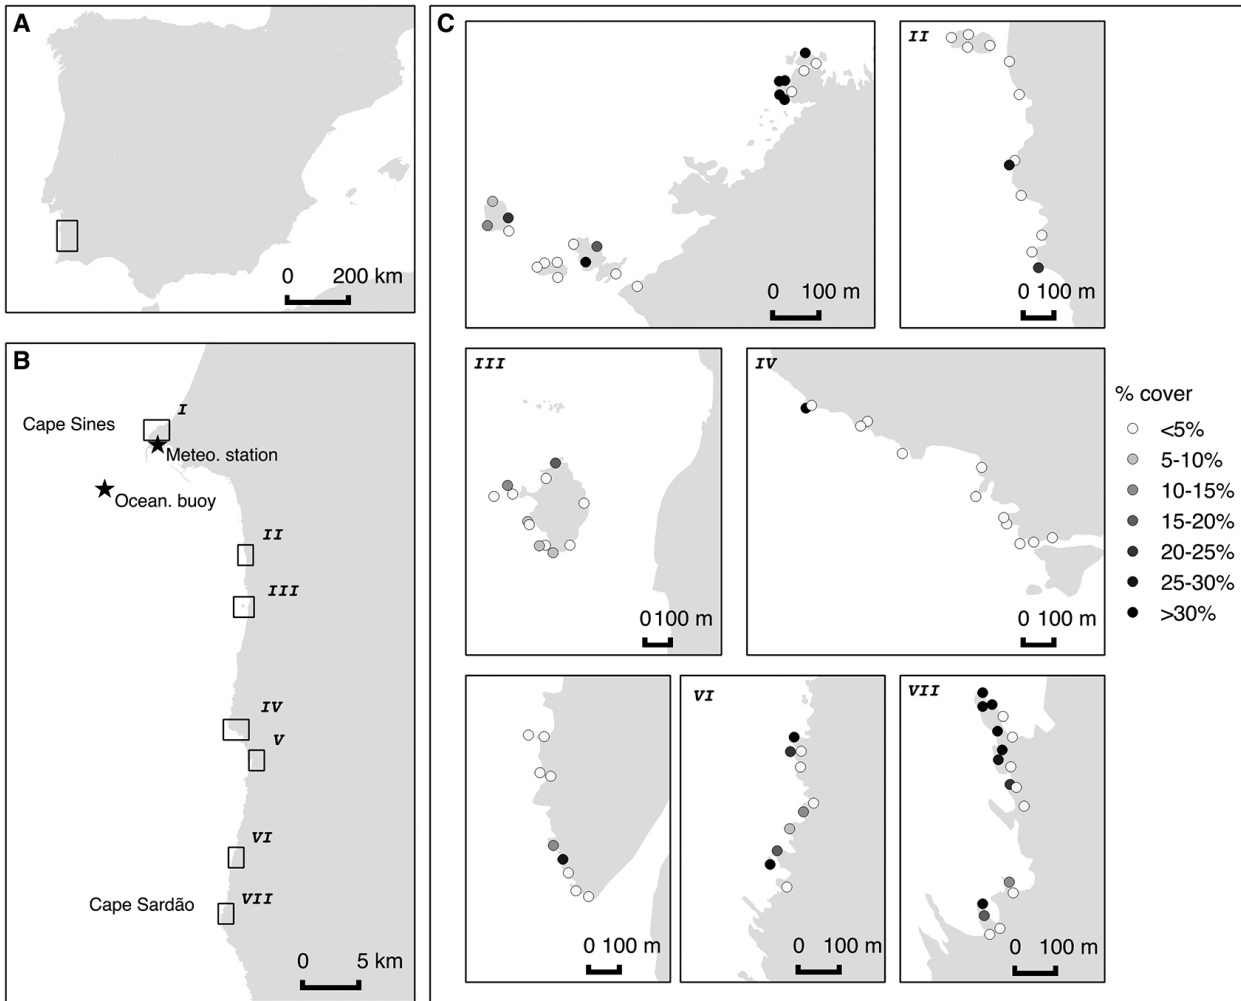 A
0 200 km
B
I
Cape Sines
Meteo. station
Ocean. buoy
II
III
IV
V
VI
Cape Sardão
VII
0 5 km
C
0 100 m
II
0 100 m
III
0 100 m
IV
0 100 m
% cover
<5%
5-10%
10-15%
15-20%
20-25%
25-30%
>30%
0 100 m
VI
0 100 m
VII
0 100 m